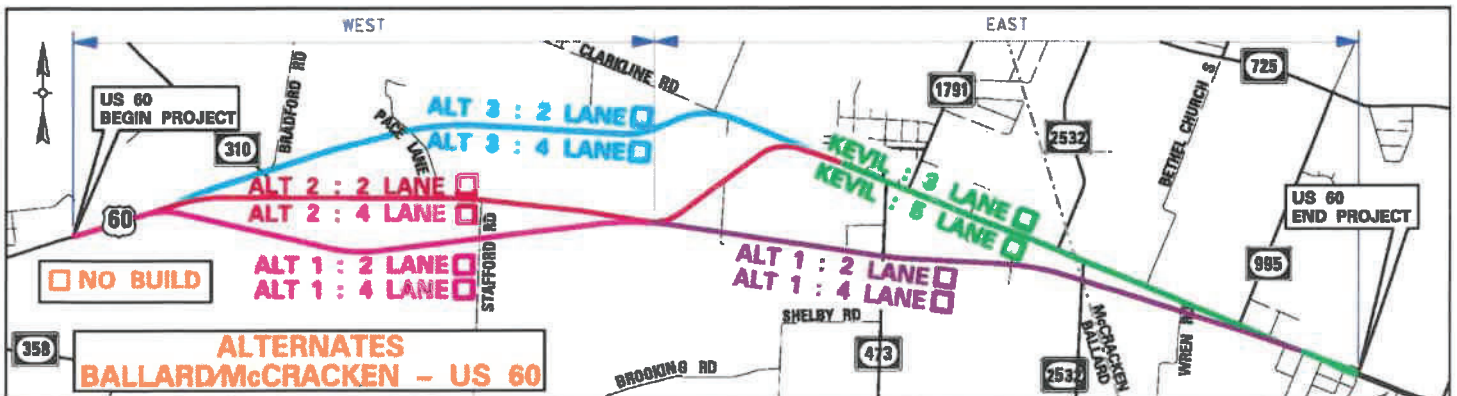 WEST
EAST
US 60
BEGIN PROJECT
310
BRADFORD RD
PACE LANE
CLARKLINE RD
ALT 3 : 2 LANE
ALT 3 : 4 LANE
1791
2532
BETHEL CHURCH S
725
60
ALT 2 : 2 LANE
ALT 2 : 4 LANE
KEVIL : 3 LANE
KEVIL : 5 LANE
US 60
END PROJECT
NO BUILD
ALT 1 : 2 LANE
ALT 1 : 4 LANE
STAFFORD RD
ALT 1 : 2 LANE
ALT 1 : 4 LANE
995
SHELBY RD
358
ALTERNATES
BALLARD/McCRACKEN - US 60
BROOKING RD
473
2532
McCRACKEN
BALLARD
WREN RD